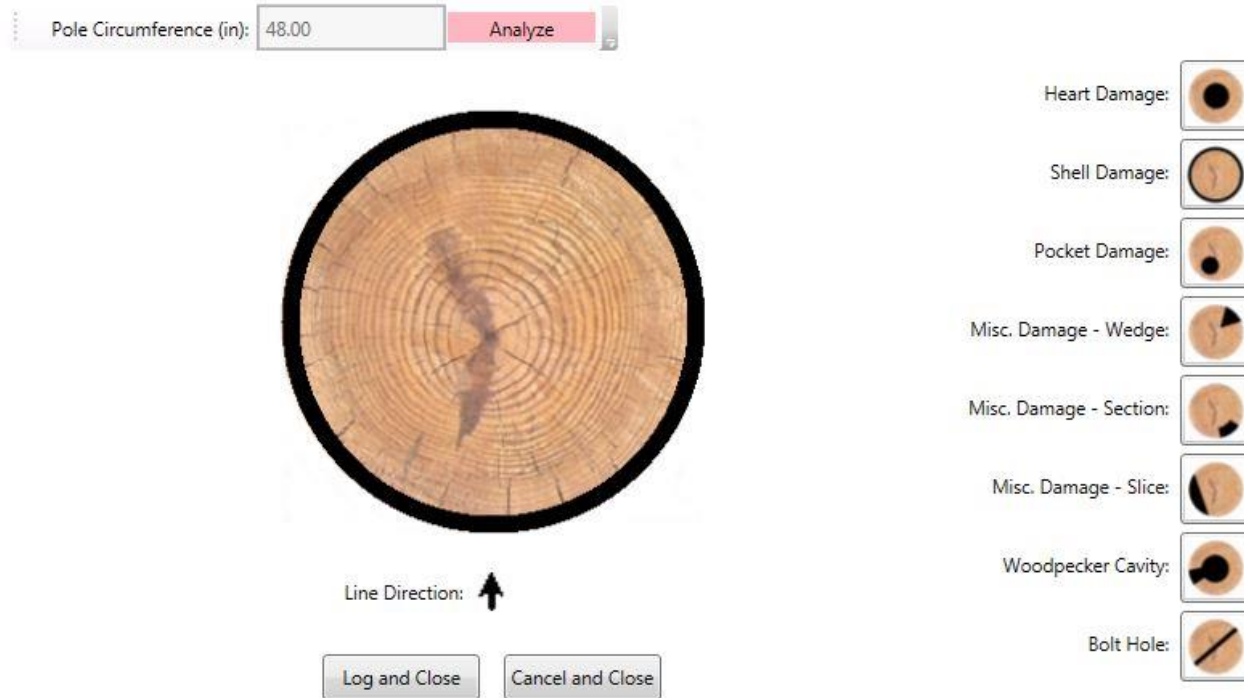 Pole Circumference (in): 48.00 Analyze
Heart Damage:
Shell Damage:
Pocket Damage:
Misc. Damage - Wedge:
Misc. Damage - Section:
Misc. Damage - Slice:
Woodpecker Cavity:
Bolt Hole:
Line Direction:
Log and Close Cancel and Close